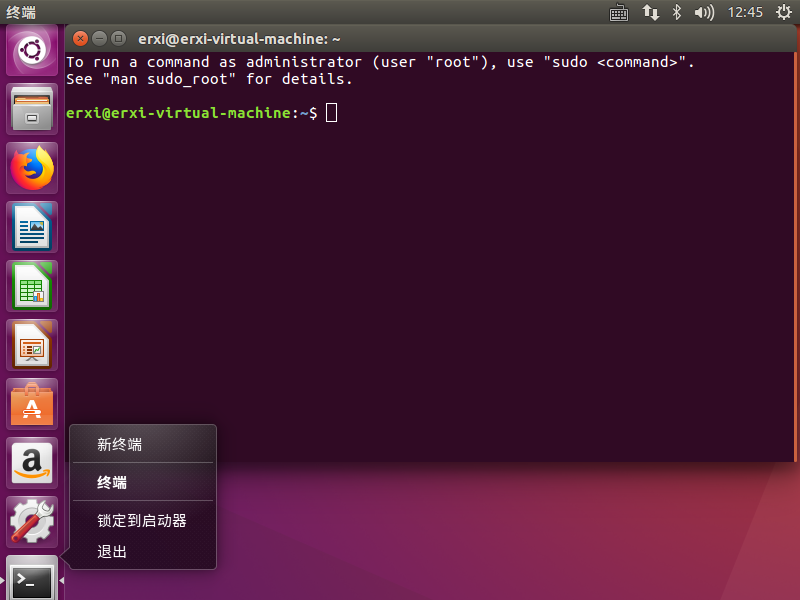 终端
12:45
erxi@erxi-virtual-machine: ~
To run a command as administrator (user "root"), use "sudo <command>".
See "man sudo_root" for details.
erxi@erxi-virtual-machine:~$
A
a
新终端
终端
锁定到启动器
退出
>_